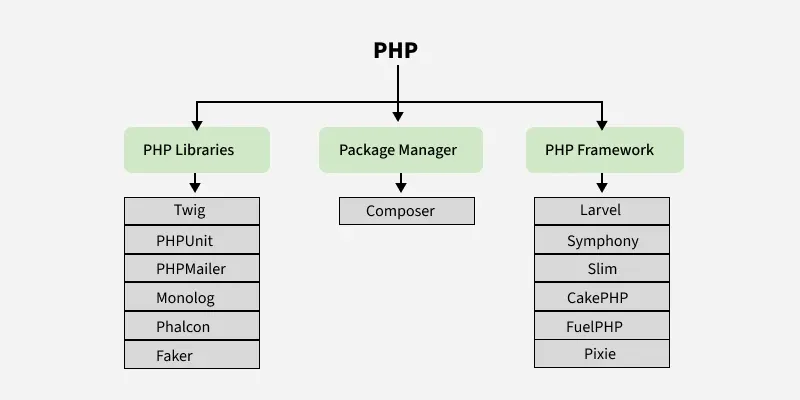 PHP
PHP Libraries
Package Manager
PHP Framework
Twig
PHPUnit
PHPMailer
Monolog
Phalcon
Faker
Composer
Larvel
Symphony
Slim
CakePHP
FuelPHP
Pixie